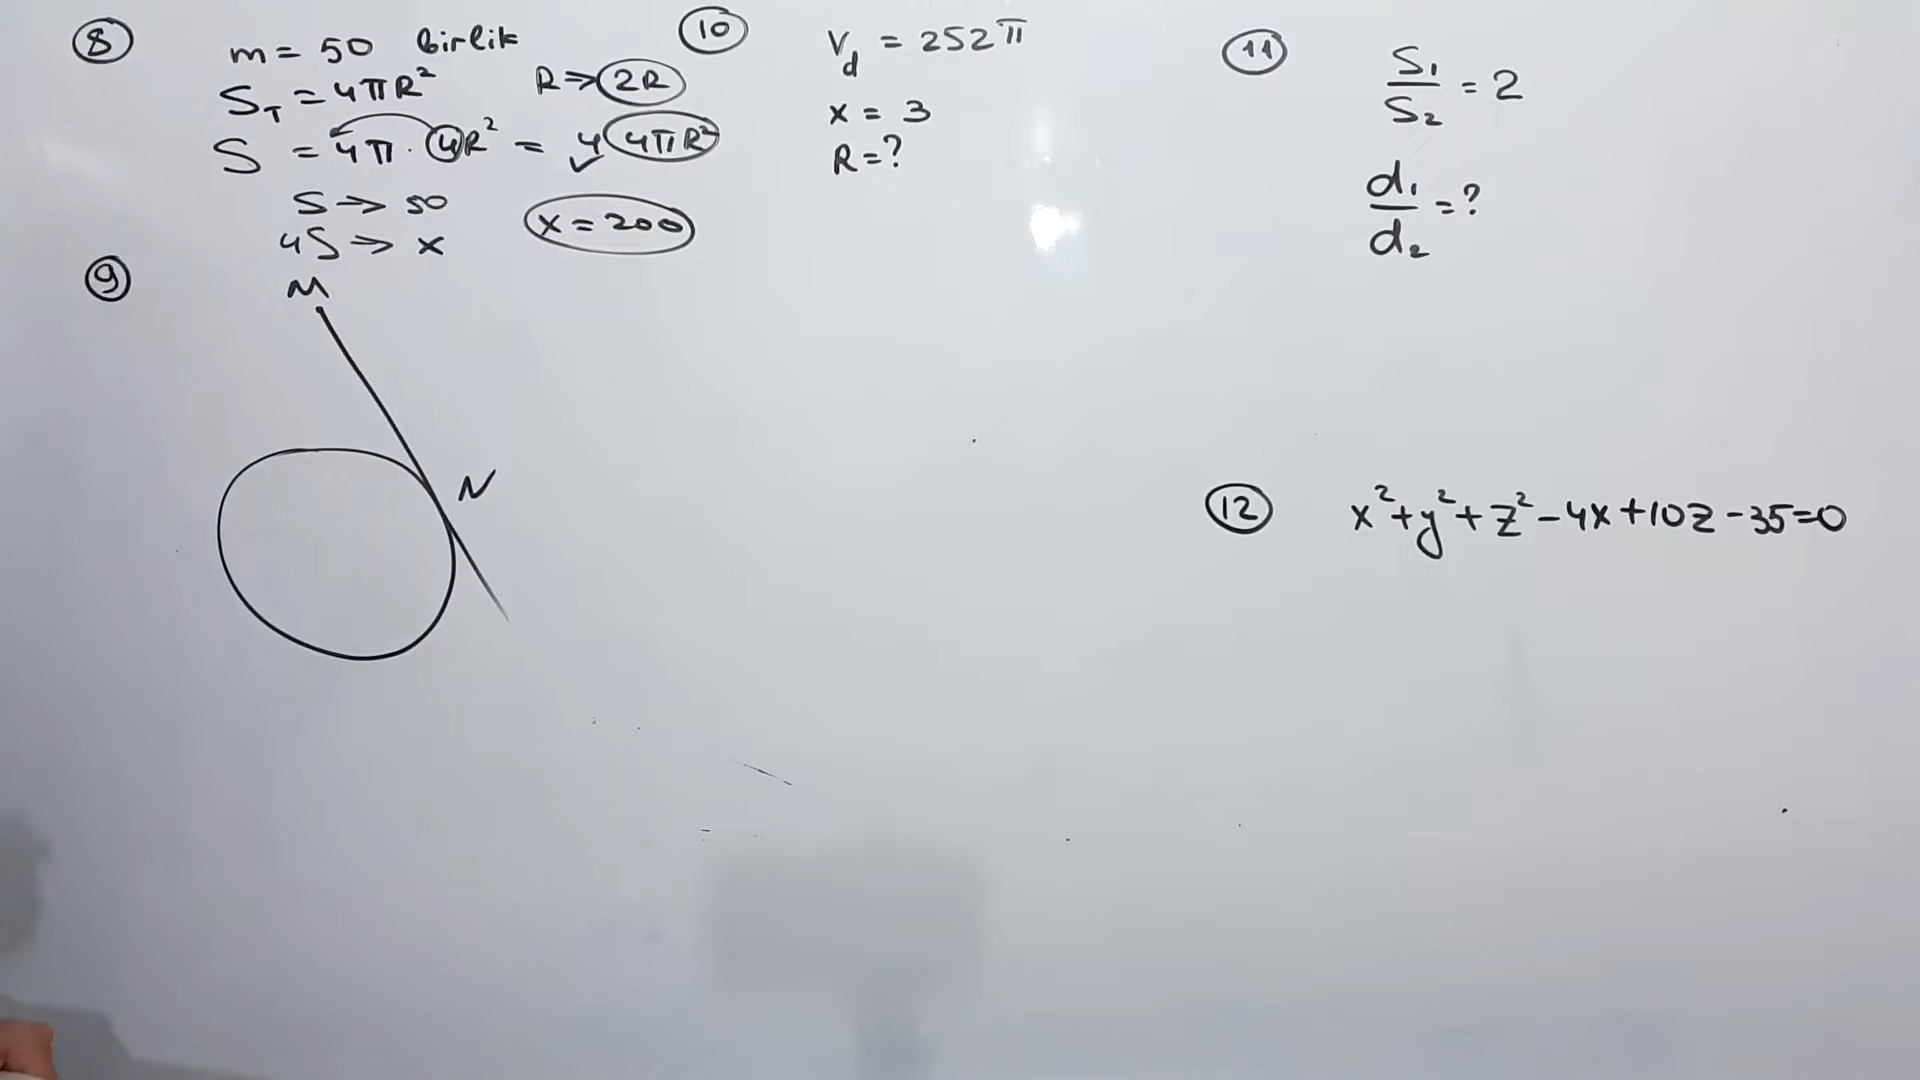 8
m = 50 birlik
S_T = 4πR² R ⇒ 2R
S = 4π · 4R² = 4 4πR²
S ⇒ 50
4S ⇒ x
x = 200
9
M
N
10
V_d = 252π
x = 3
R = ?
11
S₁/S₂ = 2
d₁/d₂ = ?
12
x² + y² + z² - 4x + 10z - 35 = 0